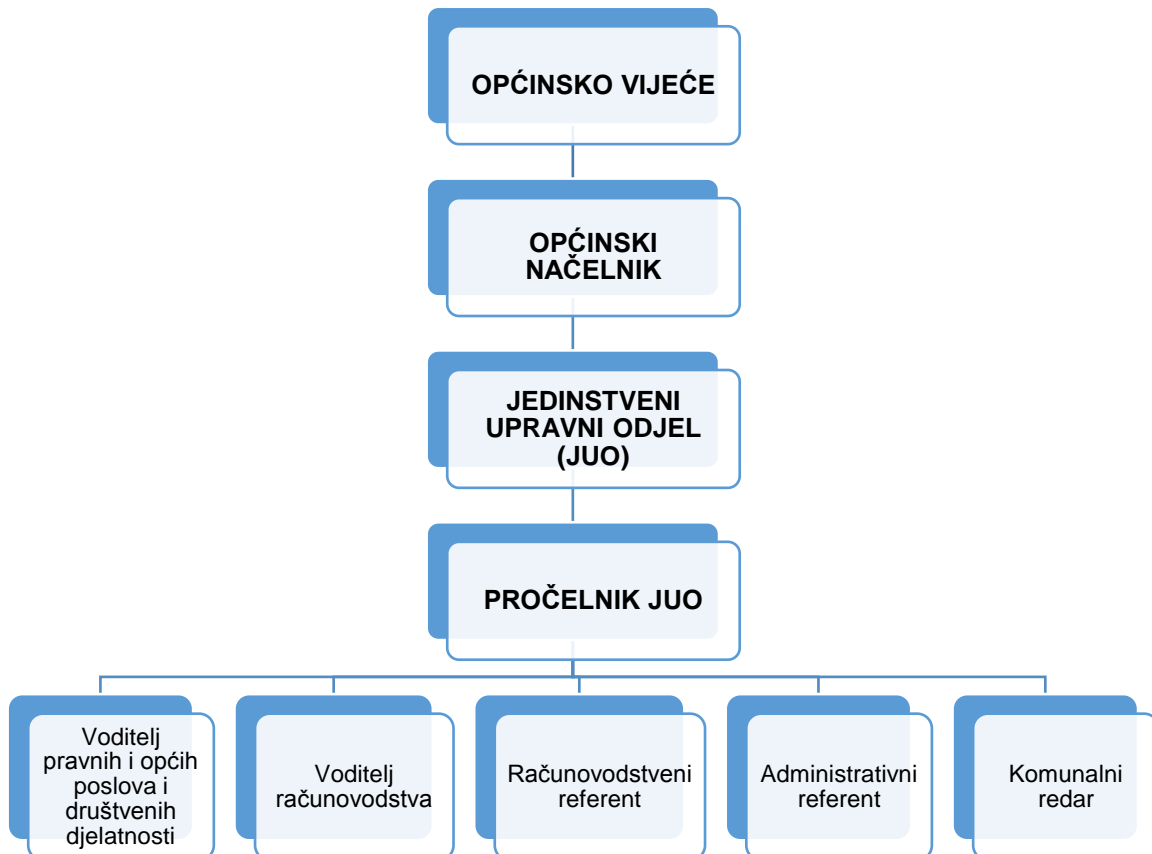 OPĆINSKO VIJEĆE
OPĆINSKI
NAČELNIK
JEDINSTVENI
UPRAVNI ODJEL
(JUO)
PROČELNIK JUO
Voditelj
pravnih i općih
poslova i
društvenih
djelatnosti
Voditelj
računovodstva
Računovodstveni
referent
Administrativni
referent
Komunalni
redar